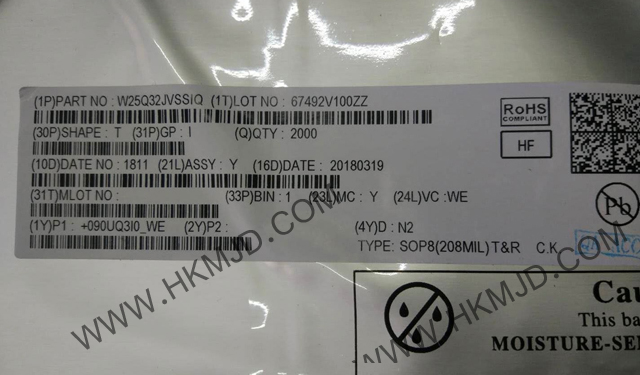 (1P)PART NO : W25Q32JVSSIQ (1T)LOT NO : 67492V100ZZ
(30P)SHAPE : T (31P)GP : I (Q)QTY : 2000
(10D)DATE NO : 1811 (21L)ASSY : Y (16D)DATE : 20180319
(31T)MLOT NO : (33P)BIN : 1 (23L)MC : Y (24L)VC : WE
(1Y)P1 : +090UQ3I0_WE (2Y)P2 : (4Y)D : N2
TYPE: SOP8(208MIL)T&R C.K.
RoHS
COMPLIANT
HF
Pb
WWW.HKMJD.COM
WWW.HKMJD.COM
Cau
This ba
MOISTURE-SE